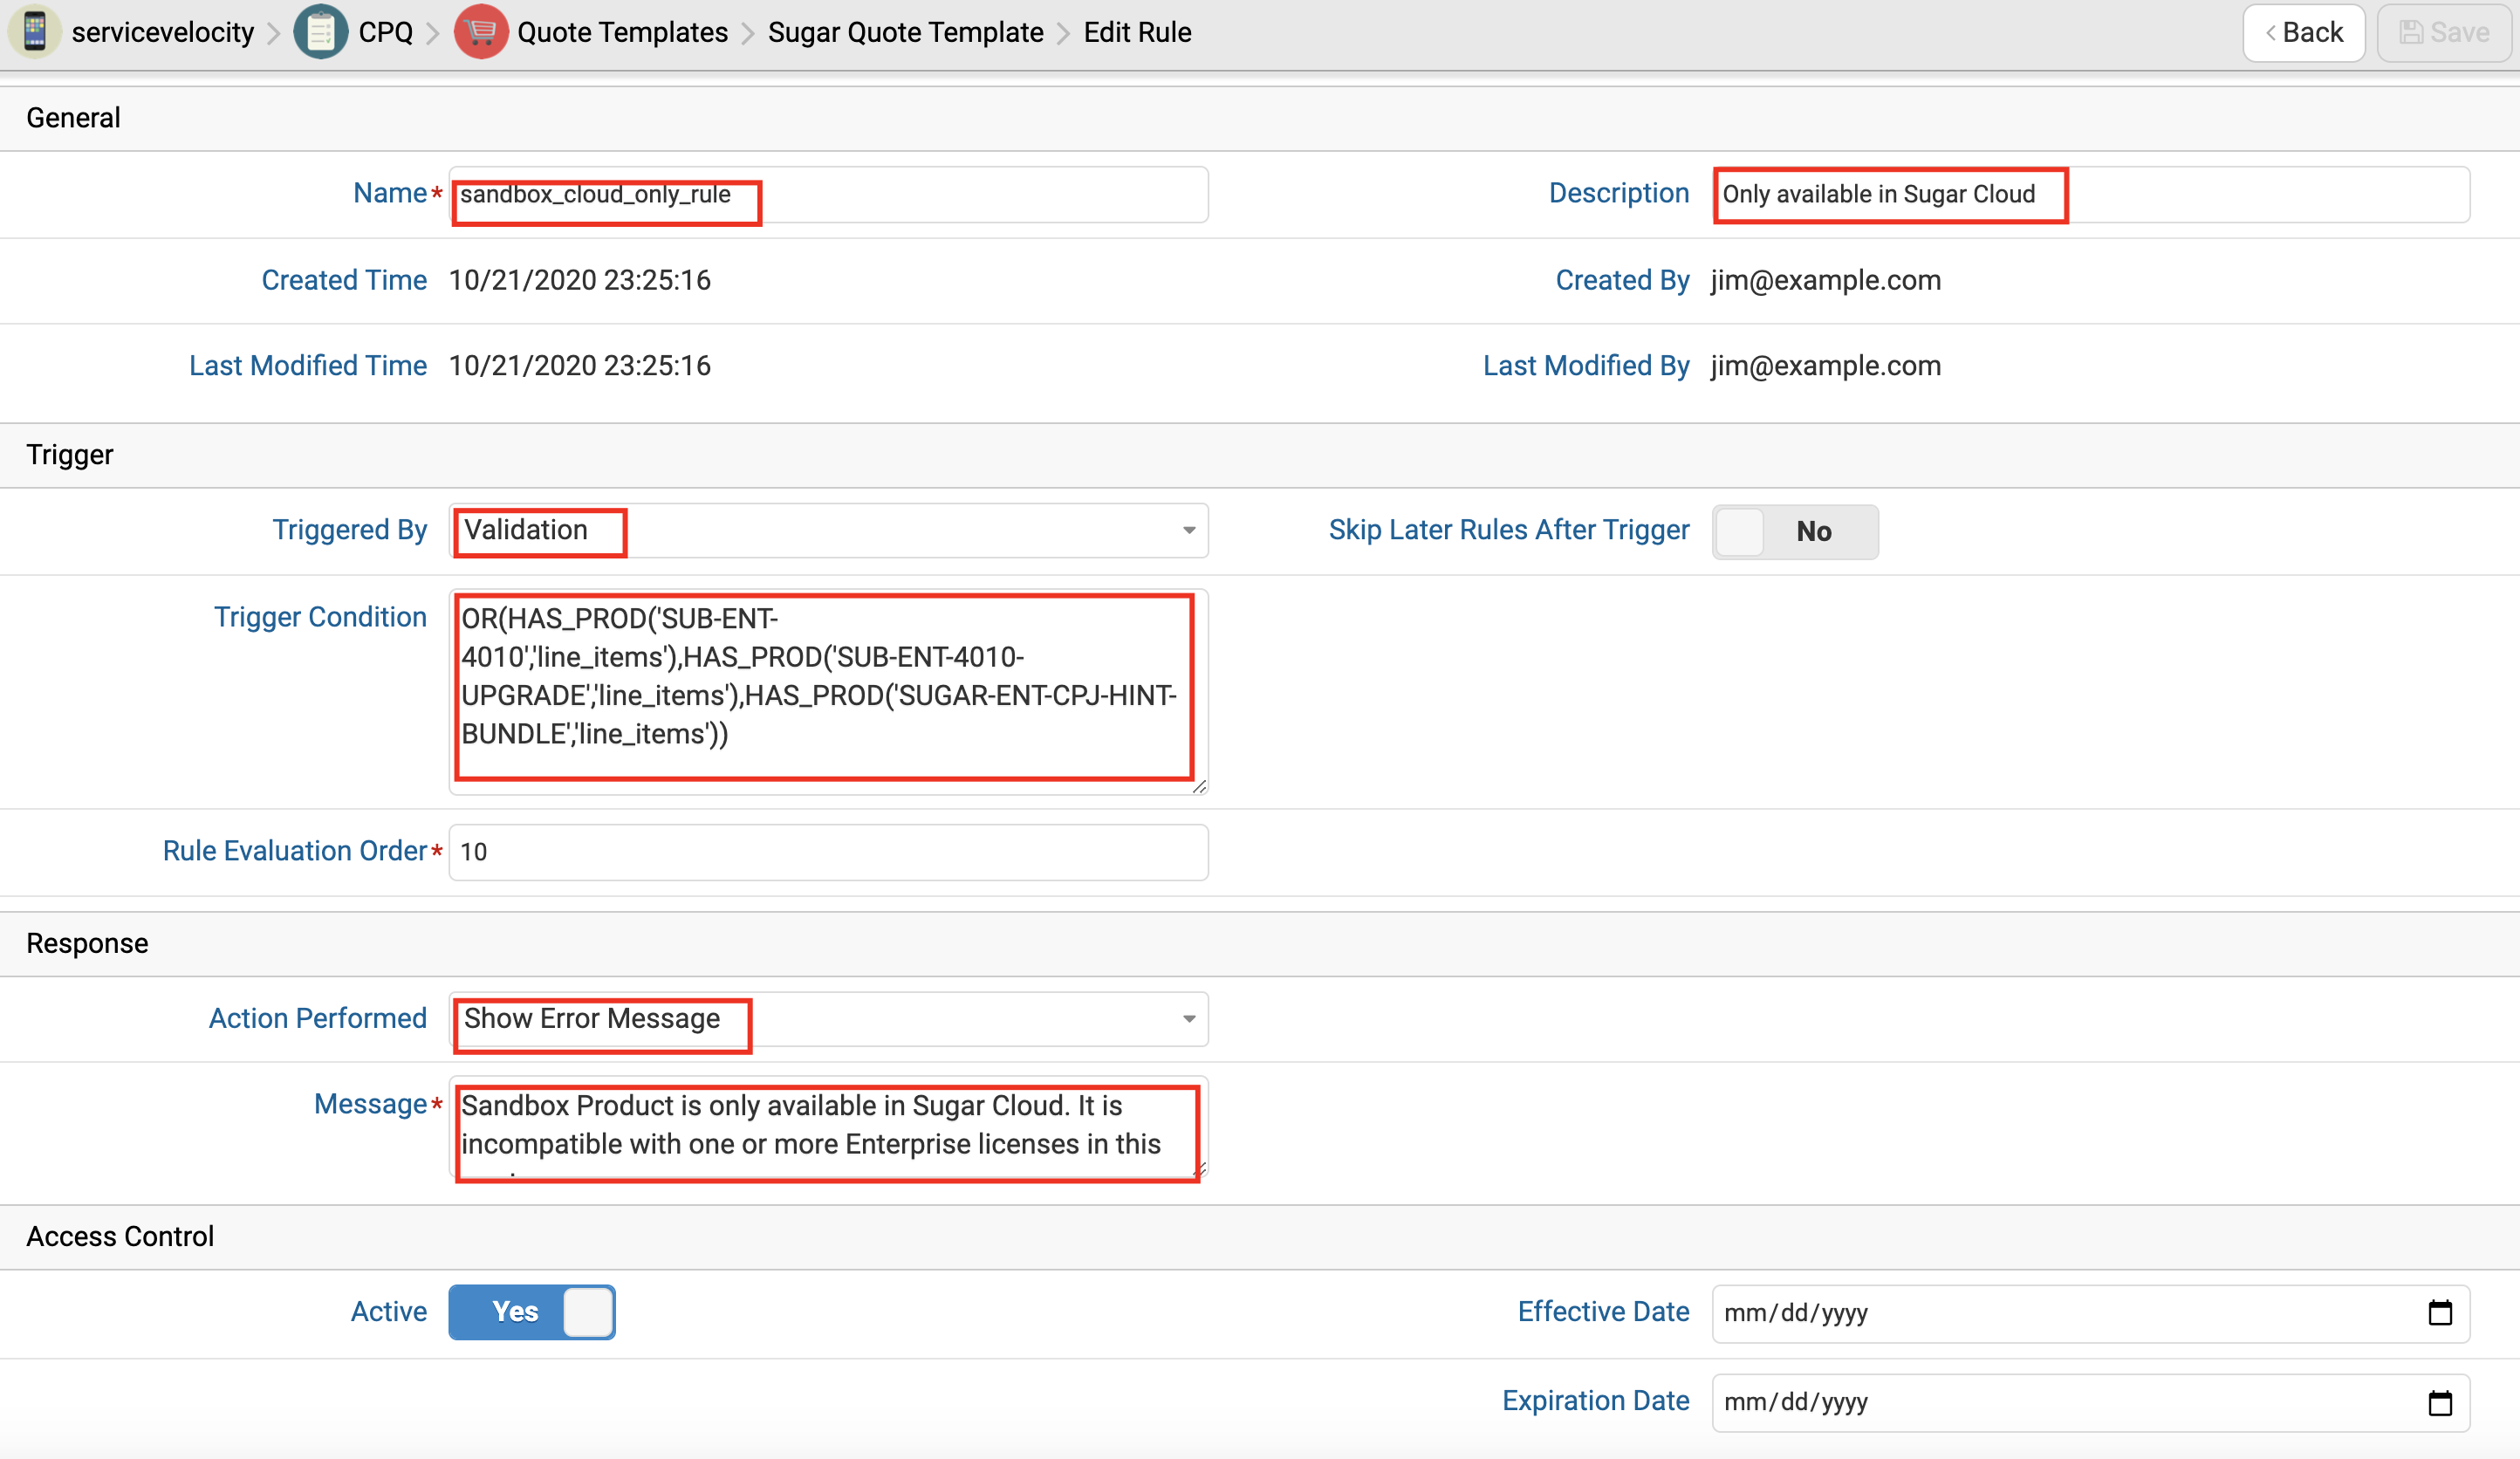 servicevelocity > CPQ > Quote Templates > Sugar Quote Template > Edit Rule
< Back
Save
General
Name*
sandbox_cloud_only_rule
Description
Only available in Sugar Cloud
Created Time
10/21/2020 23:25:16
Created By
jim@example.com
Last Modified Time
10/21/2020 23:25:16
Last Modified By
jim@example.com
Trigger
Triggered By
Validation
Skip Later Rules After Trigger
No
Trigger Condition
OR(HAS_PROD('SUB-ENT-
4010','line_items'),HAS_PROD('SUB-ENT-4010-
UPGRADE','line_items'),HAS_PROD('SUGAR-ENT-CPJ-HINT-
BUNDLE','line_items'))
Rule Evaluation Order*
10
Response
Action Performed
Show Error Message
Message*
Sandbox Product is only available in Sugar Cloud. It is
incompatible with one or more Enterprise licenses in this
Access Control
Active
Yes
Effective Date
mm/dd/yyyy
Expiration Date
mm/dd/yyyy